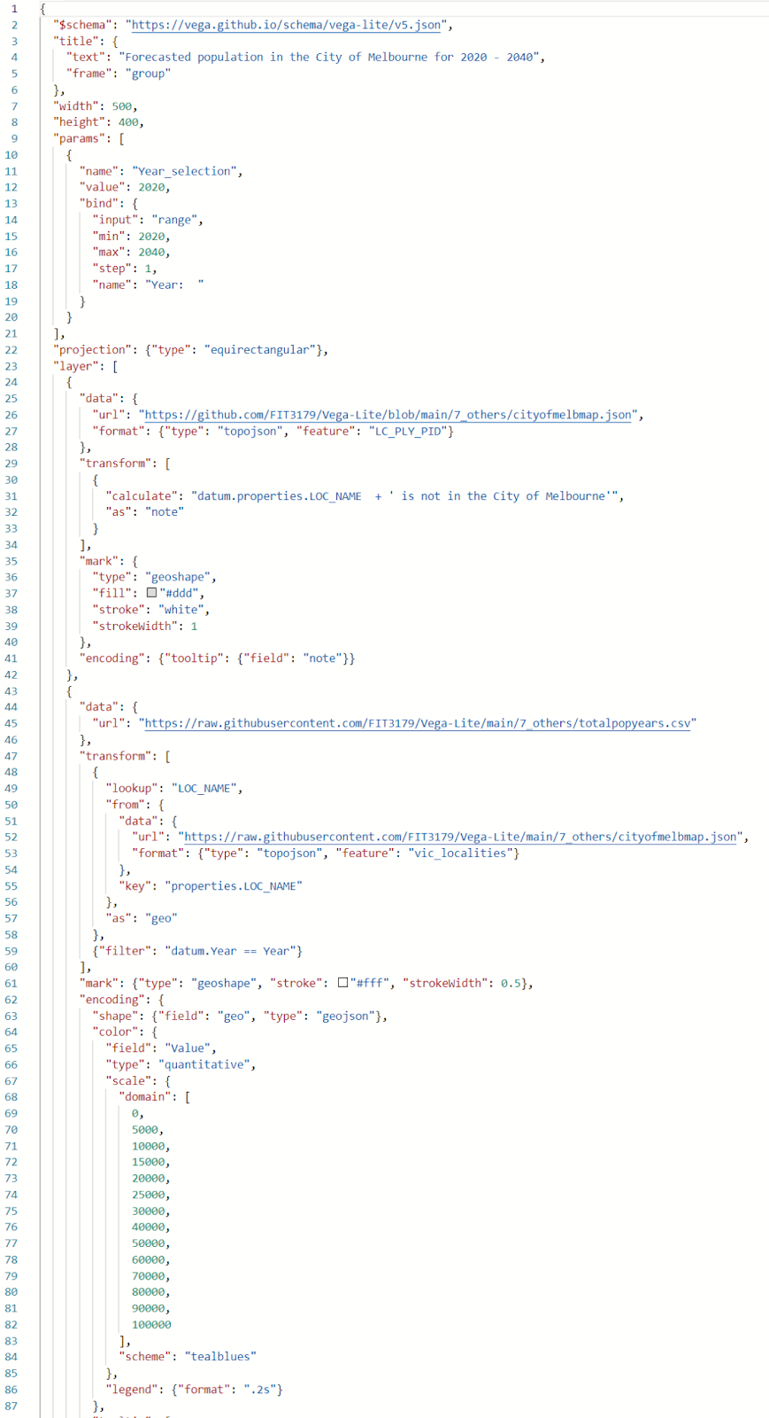 1 {
2 "$schema": "https://vega.github.io/schema/vega-lite/v5.json",
3 "title": {
4 "text": "Forecasted population in the City of Melbourne for 2020 - 2040",
5 "frame": "group"
6 },
7 "width": 500,
8 "height": 400,
9 "params": [
10 {
11 "name": "Year_selection",
12 "value": 2020,
13 "bind": {
14 "input": "range",
15 "min": 2020,
16 "max": 2040,
17 "step": 1,
18 "name": "Year:  "
19 }
20 }
21 ],
22 "projection": {"type": "equirectangular"},
23 "layer": [
24 {
25 "data": {
26 "url": "https://github.com/FIT3179/Vega-Lite/blob/main/7_others/cityofmelbmap.json",
27 "format": {"type": "topojson", "feature": "LC_PLY_PID"}
28 },
29 "transform": [
30 {
31 "calculate": "datum.properties.LOC_NAME  + ' is not in the City of Melbourne'",
32 "as": "note"
33 }
34 ],
35 "mark": {
36 "type": "geoshape",
37 "fill": "#ddd",
38 "stroke": "white",
39 "strokeWidth": 1
40 },
41 "encoding": {"tooltip": {"field": "note"}}
42 },
43 {
44 "data": {
45 "url": "https://raw.githubusercontent.com/FIT3179/Vega-Lite/main/7_others/totalpopyears.csv"
46 },
47 "transform": [
48 {
49 "lookup": "LOC_NAME",
50 "from": {
51 "data": {
52 "url": "https://raw.githubusercontent.com/FIT3179/Vega-Lite/main/7_others/cityofmelbmap.json",
53 "format": {"type": "topojson", "feature": "vic_localities"}
54 },
55 "key": "properties.LOC_NAME"
56 },
57 "as": "geo"
58 },
59 {"filter": "datum.Year == Year"}
60 ],
61 "mark": {"type": "geoshape", "stroke": "#fff", "strokeWidth": 0.5},
62 "encoding": {
63 "shape": {"field": "geo", "type": "geojson"},
64 "color": {
65 "field": "Value",
66 "type": "quantitative",
67 "scale": {
68 "domain": [
69 0,
70 5000,
71 10000,
72 15000,
73 20000,
74 25000,
75 30000,
76 40000,
77 50000,
78 60000,
79 70000,
80 80000,
81 90000,
82 100000
83 ],
84 "scheme": "tealblues"
85 },
86 "legend": {"format": ".2s"}
87 },